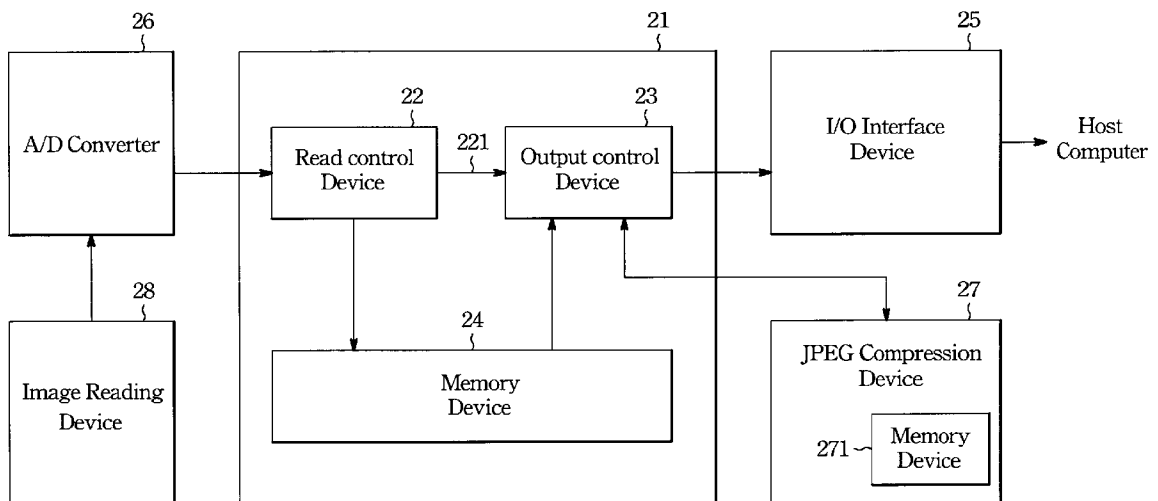 26
A/D Converter
21
22
Read control
Device
221
23
Output control
Device
25
I/O Interface
Device
Host
Computer
28
Image Reading
Device
24
Memory
Device
27
JPEG Compression
Device
271
Memory
Device